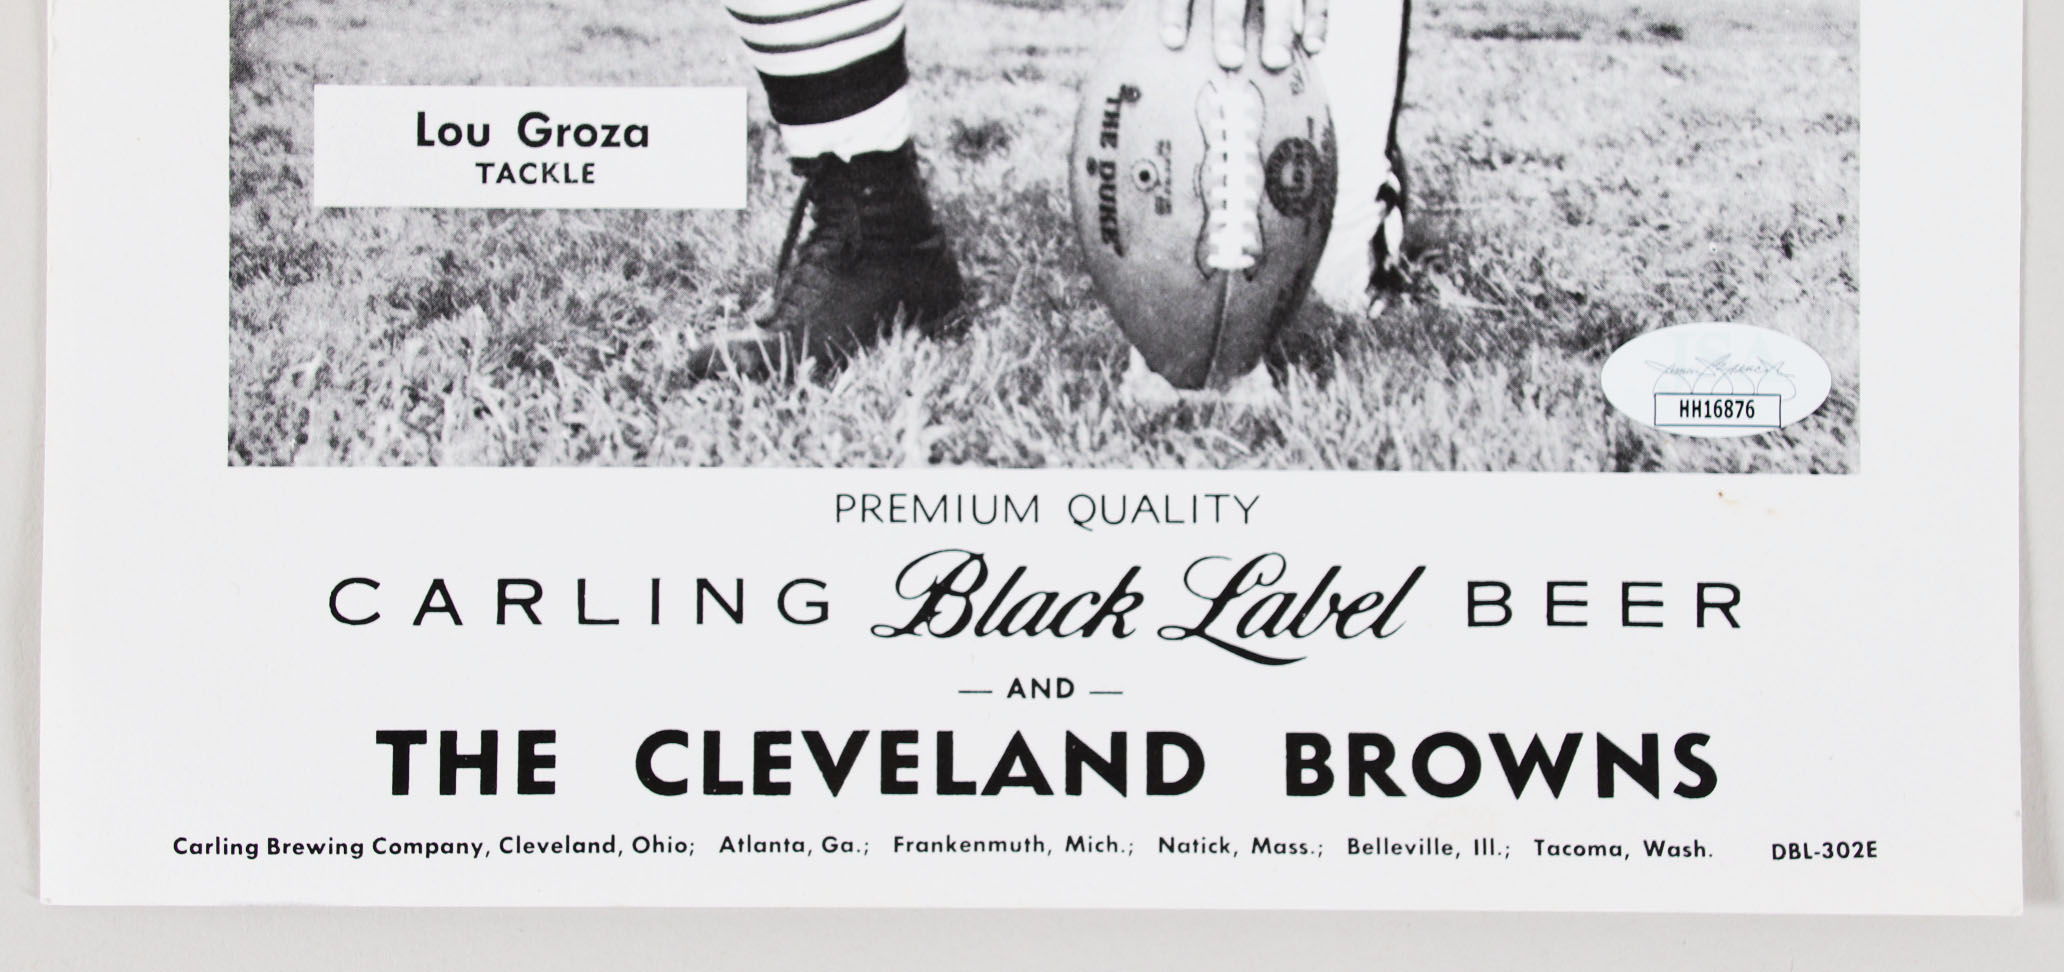 Lou Groza
TACKLE
THE DUKE
HH16876
PREMIUM QUALITY
CARLING Black Label BEER
— AND —
THE CLEVELAND BROWNS
Carling Brewing Company, Cleveland, Ohio; Atlanta, Ga.; Frankenmuth, Mich.; Natick, Mass.; Belleville, Ill.; Tacoma, Wash. DBL-302E